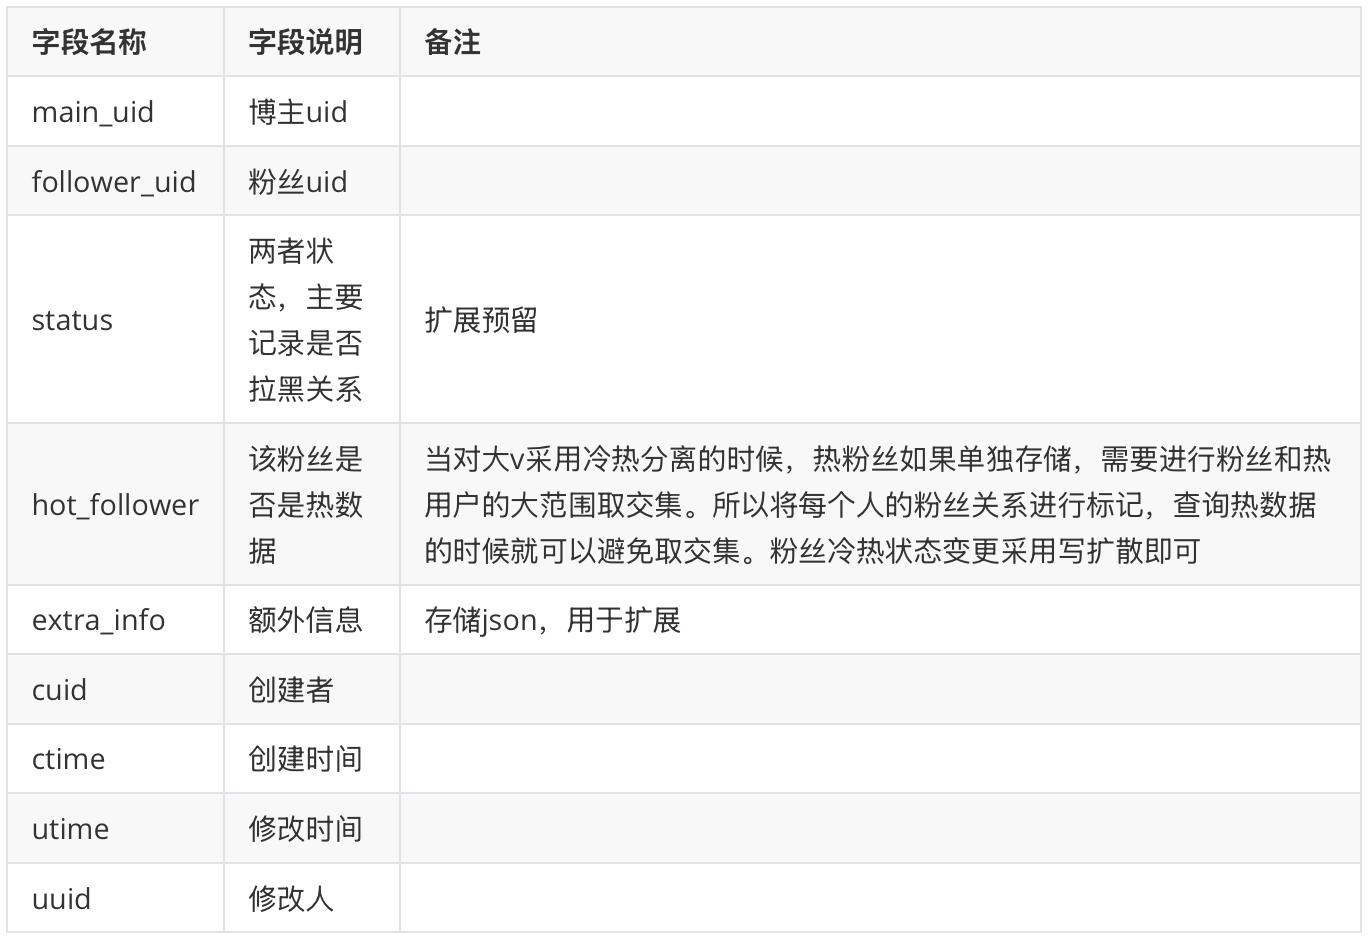 字段名称 字段说明 备注
main_uid 博主uid
follower_uid 粉丝uid
status
两者状
态，主要
记录是否
拉黑关系
扩展预留
hot_follower
该粉丝是
否是热数
据
当对大v采用冷热分离的时候，热粉丝如果单独存储，需要进行粉丝和热
用户的大范围取交集。所以将每个人的粉丝关系进行标记，查询热数据
的时候就可以避免取交集。粉丝冷热状态变更采用写扩散即可
extra_info 额外信息 存储json，用于扩展
cuid 创建者
ctime 创建时间
utime 修改时间
uuid 修改人